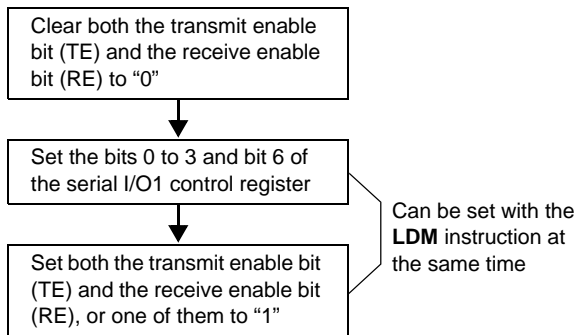 Clear both the transmit enable
bit (TE) and the receive enable
bit (RE) to “0”
Set the bits 0 to 3 and bit 6 of
the serial I/O1 control register
Set both the transmit enable bit
(TE) and the receive enable bit
(RE), or one of them to “1”
Can be set with the
LDM instruction at
the same time